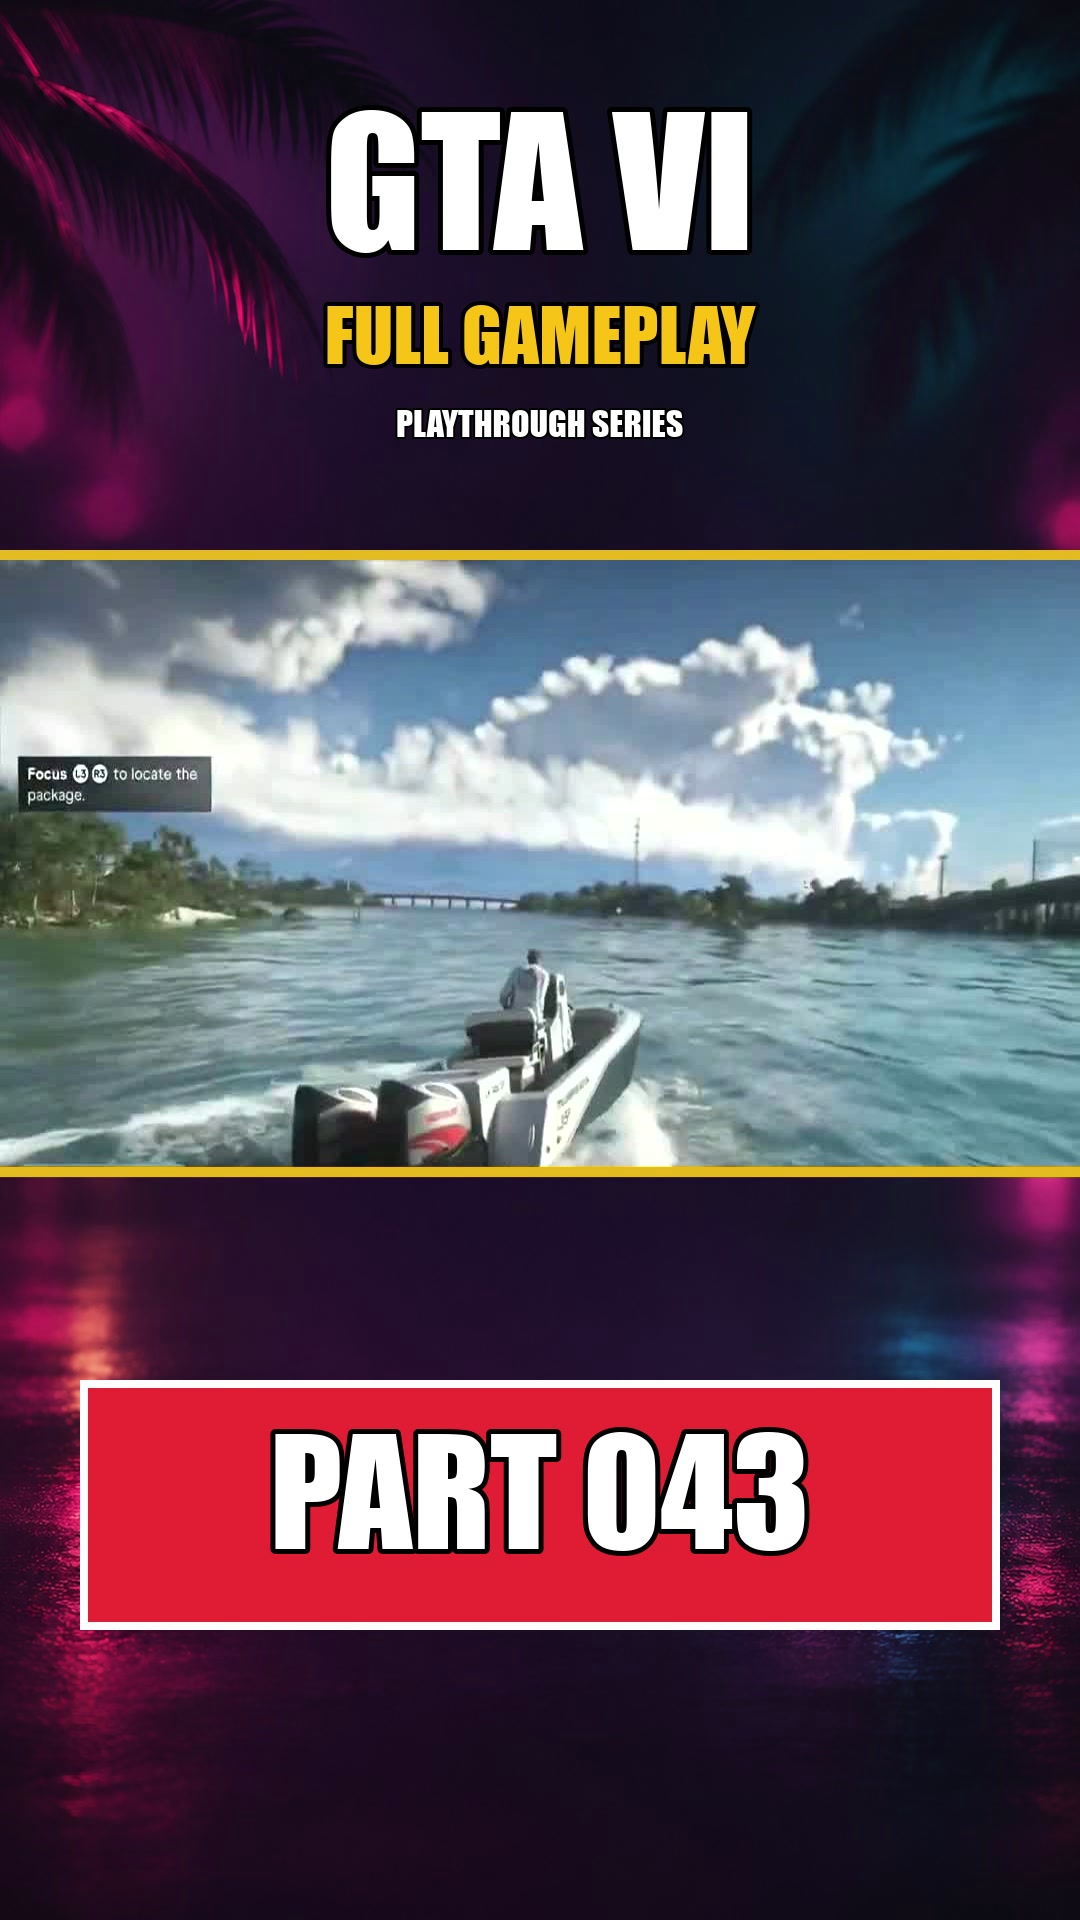 GTA VI
FULL GAMEPLAY
PLAYTHROUGH SERIES
Focus L3 R3 to locate the
package.
PART 043